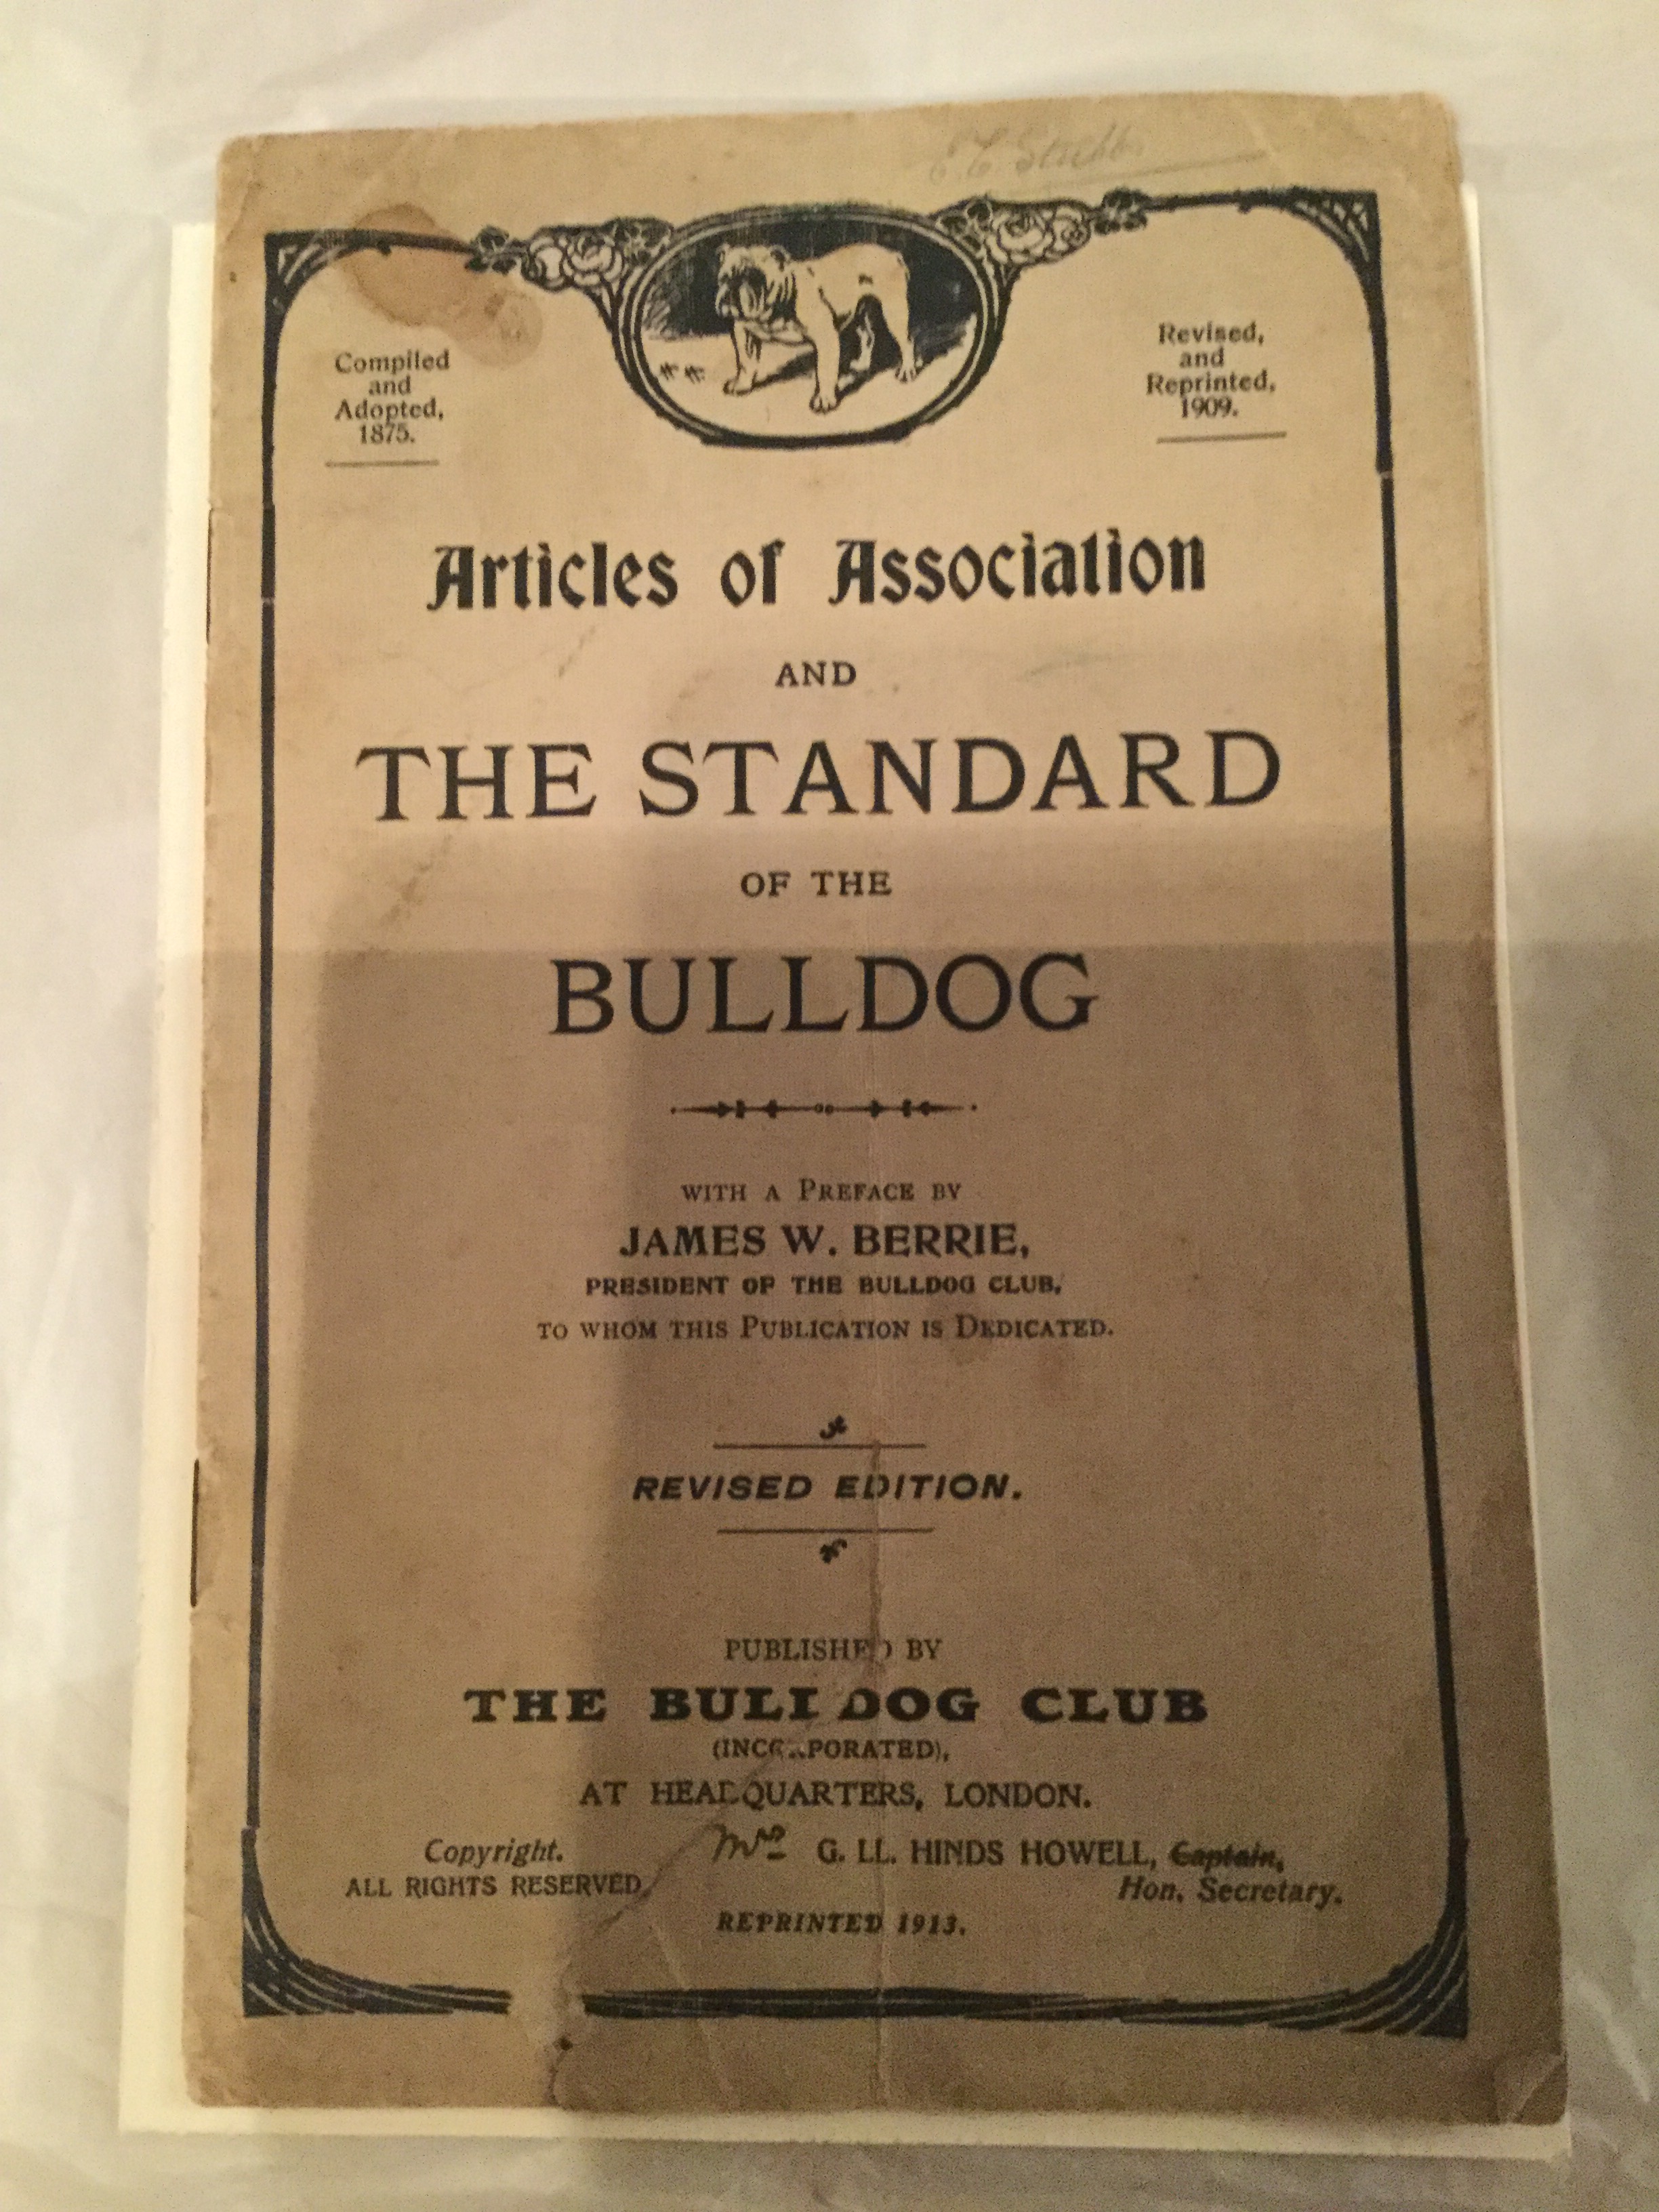 Compiled
and
Adopted,
1875.
Revised,
and
Reprinted,
1909.
Articles of Association
AND
THE STANDARD
OF THE
BULLDOG
WITH A PREFACE BY
JAMES W. BERRIE,
PRESIDENT OF THE BULLDOG CLUB,
TO WHOM THIS PUBLICATION IS DEDICATED.
REVISED EDITION.
PUBLISHED BY
THE BULLDOG CLUB
(INCORPORATED),
AT HEADQUARTERS, LONDON.
Copyright.
ALL RIGHTS RESERVED.
Mrs G. LL. HINDS HOWELL, Captain,
Hon. Secretary.
REPRINTED 1913.